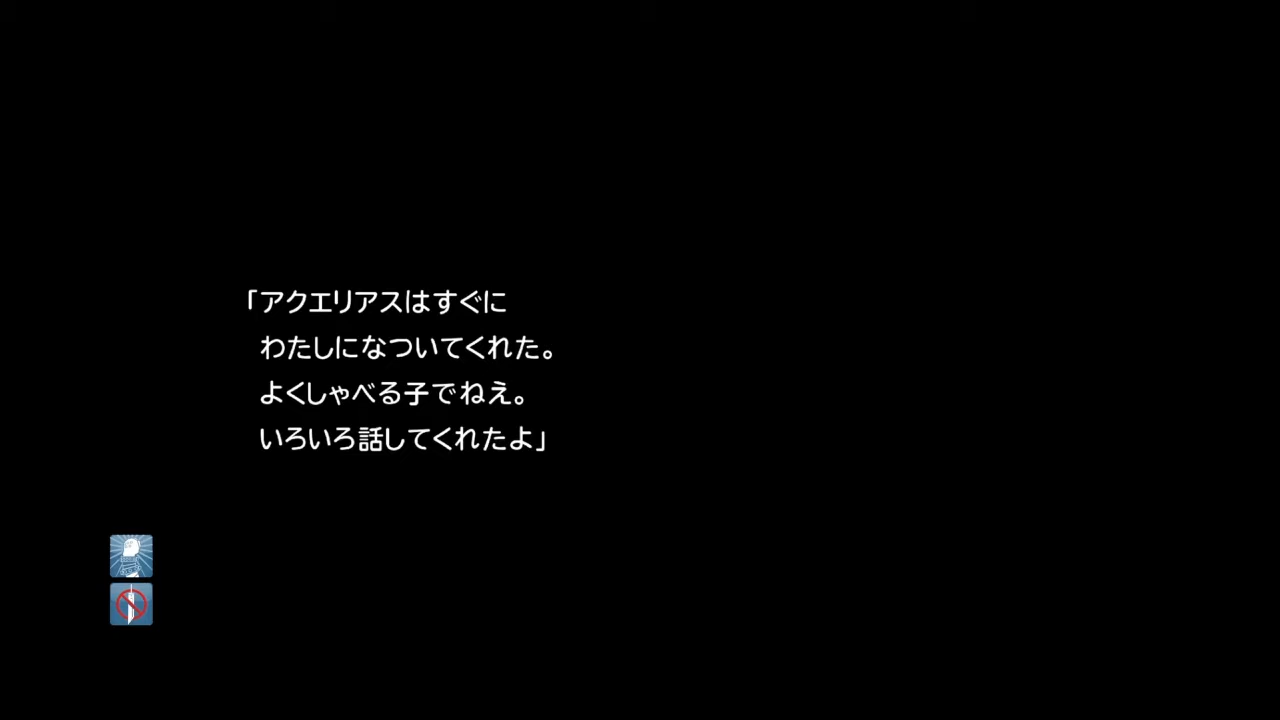 「アクエリアスはすぐに
わたしになついてくれた。
よくしゃべる子でねえ。
いろいろ話してくれたよ」